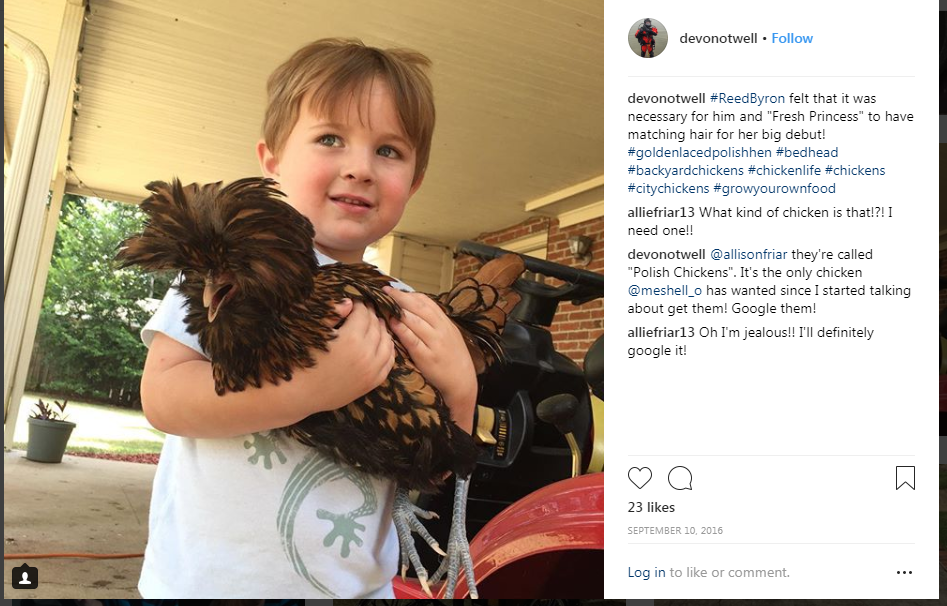 devonotwell • Follow
devonotwell #ReedByron felt that it was
necessary for him and "Fresh Princess" to have
matching hair for her big debut!
#goldenlacedpolishhen #bedhead
#backyardchickens #chickenlife #chickens
#citychickens #growyourownfood
alliefriar13 What kind of chicken is that!?! I
need one!!
devonotwell @allisonfriar they're called
"Polish Chickens". It's the only chicken
@meshell_o has wanted since I started talking
about get them! Google them!
alliefriar13 Oh I'm jealous!! I'll definitely
google it!
23 likes
SEPTEMBER 10, 2016
Log in to like or comment.